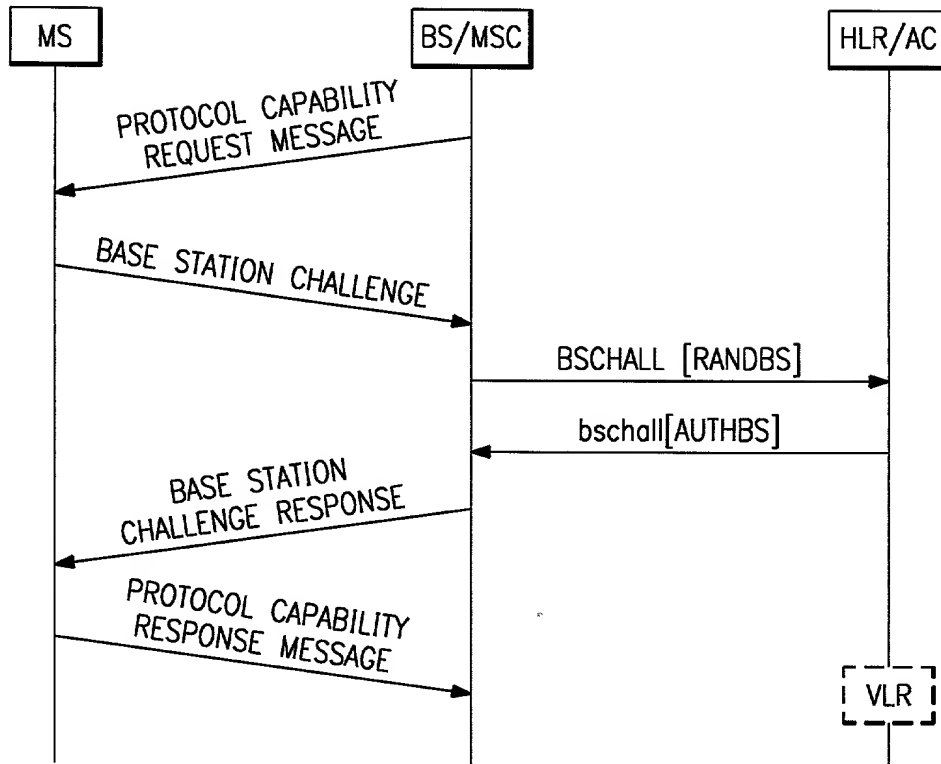 MS
BS/MSC
HLR/AC
PROTOCOL CAPABILITY
REQUEST MESSAGE
BASE STATION CHALLENGE
BSCHALL [RANDBS]
bschall[AUTHBS]
BASE STATION
CHALLENGE RESPONSE
PROTOCOL CAPABILITY
RESPONSE MESSAGE
VLR